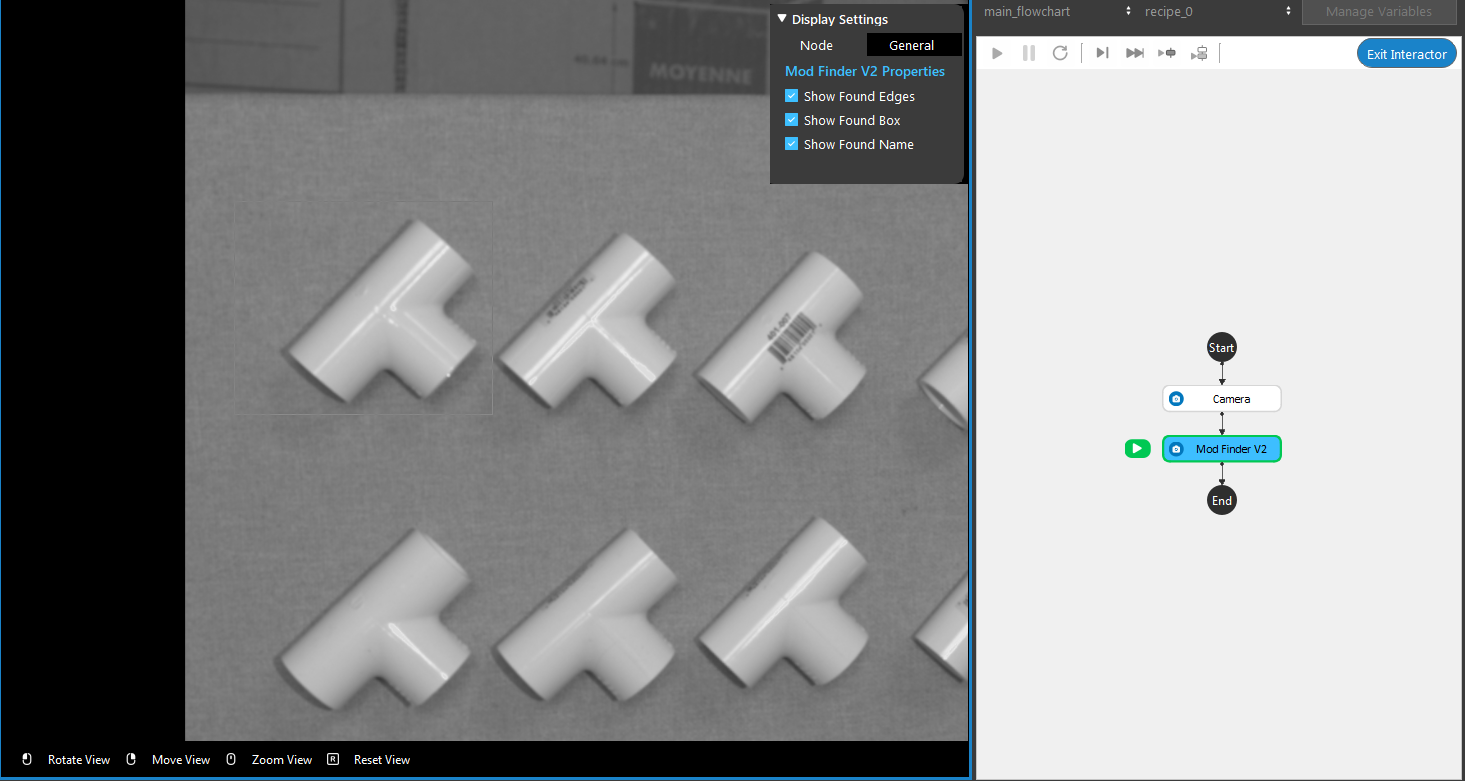 MOYENNE
Display Settings
Node General
Mod Finder V2 Properties
Show Found Edges
Show Found Box
Show Found Name
Rotate View Move View Zoom View R Reset View
main_flowchart recipe_0 Manage Variables
Exit Interactor
Start
Camera
Mod Finder V2
End
401-007